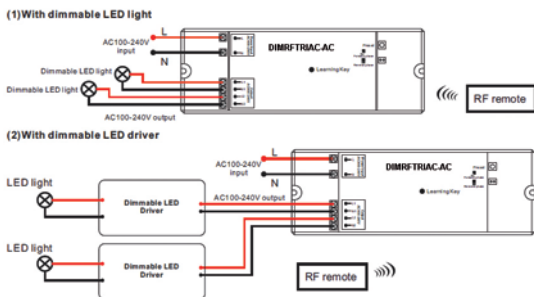 (1)With dimmable LED light
L
AC100-240V
input
N
DIMRFTRIAC-AC
Learning Key
Dimmable LED light
Dimmable LED light
AC100-240V output
RF remote
(2)With dimmable LED driver
L
AC100-240V
input
N
DIMRFTRIAC-AC
Learning Key
LED light
AC100-240V output
Dimmable LED
Driver
LED light
Dimmable LED
Driver
RF remote